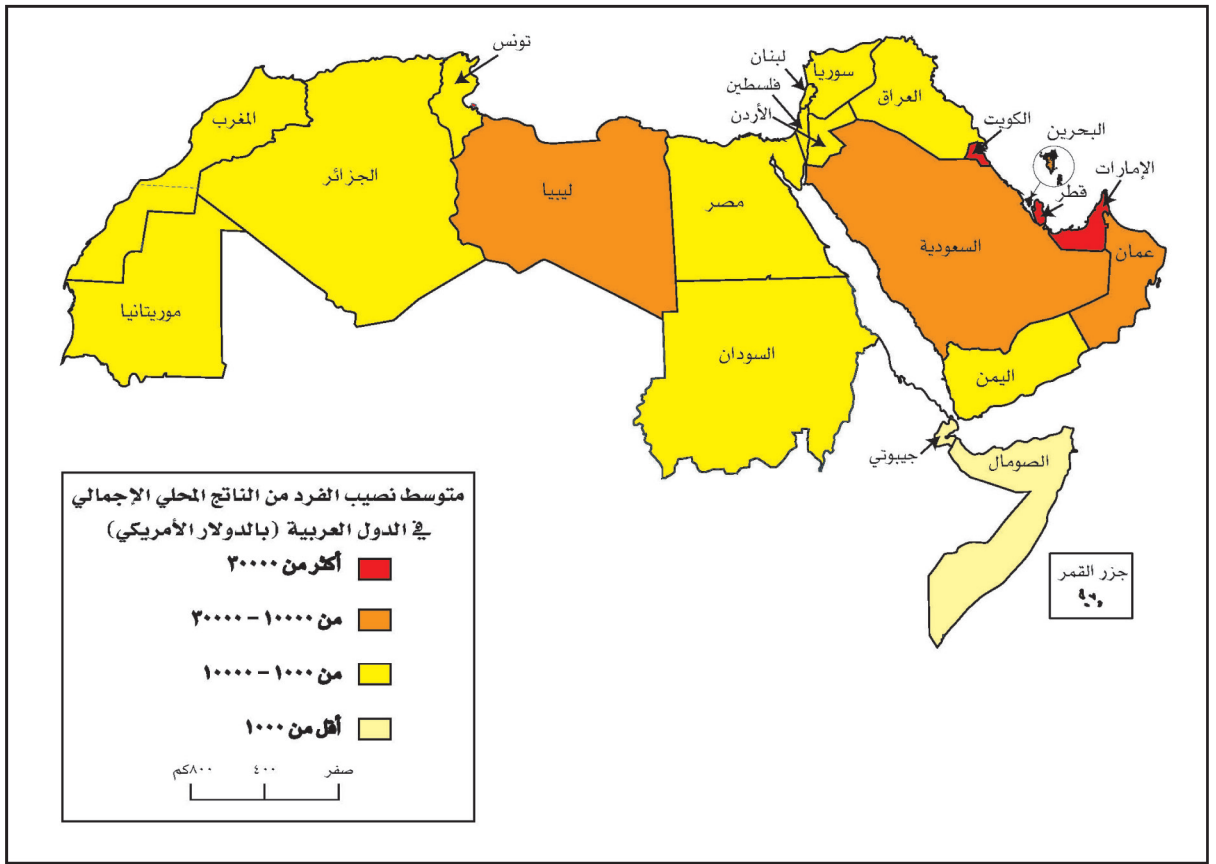 تونس
لبنان
سوريا
فلسطين
العراق
الأردن
المغرب
الكويت
البحرين
الإمارات
الجزائر
ليبيا
مصر
قطر
السعودية
عمان
موريتانيا
السودان
اليمن
جيبوتي
الصومال
جزر القمر
متوسط نصيب الفرد من الناتج المحلي الإجمالي
في الدول العربية (بالدولار الأمريكي)
أكثر من ٣٠٠٠٠
من ١٠٠٠٠ – ٣٠٠٠٠
من ١٠٠٠ – ١٠٠٠٠
أقل من ١٠٠٠
صفر ٤٠٠ ٨٠٠كم